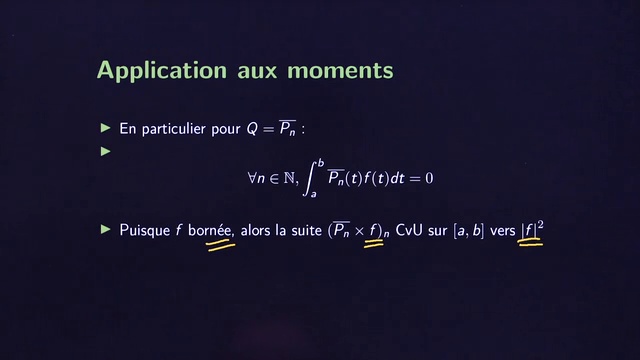 Application aux moments
▶ En particulier pour $Q = \overline{P_n}$ :
▶
$\forall n \in \mathbb{N}, \int_a^b \overline{P_n}(t)f(t)dt = 0$
▶ Puisque $f$ bornée, alors la suite $(\overline{P_n} \times f)_n$ CvU sur $[a, b]$ vers $|f|^2$